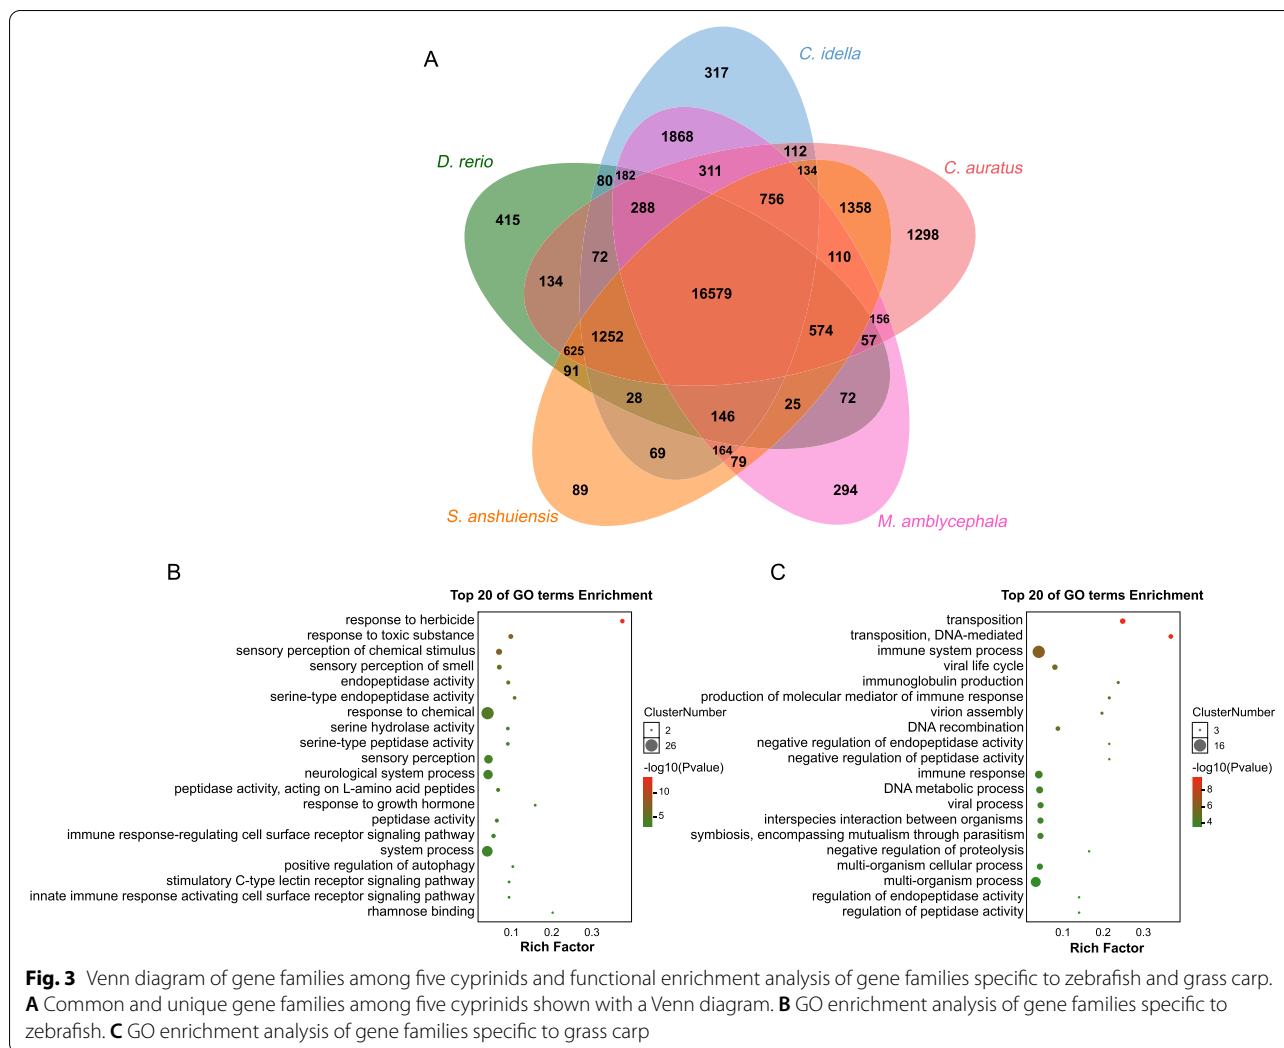 A
C. idella
317
1868
112
D. rerio
C. auratus
80
182
311
134
415
288
756
1358
1298
72
110
134
16579
156
1252
574
57
625
91
28
146
25
72
69
164
79
89
294
S. anshuiensis
M. amblycephala
B
Top 20 of GO terms Enrichment
response to herbicide
response to toxic substance
sensory perception of chemical stimulus
sensory perception of smell
endopeptidase activity
serine-type endopeptidase activity
response to chemical
serine hydrolase activity
serine-type peptidase activity
sensory perception
neurological system process
peptidase activity, acting on L-amino acid peptides
response to growth hormone
peptidase activity
immune response-regulating cell surface receptor signaling pathway
system process
positive regulation of autophagy
stimulatory C-type lectin receptor signaling pathway
innate immune response activating cell surface receptor signaling pathway
rhamnose binding
0.1 0.2 0.3
Rich Factor
ClusterNumber
2
26
-log10(Pvalue)
10
5
C
Top 20 of GO terms Enrichment
transposition
transposition, DNA-mediated
immune system process
viral life cycle
immunoglobulin production
production of molecular mediator of immune response
virion assembly
DNA recombination
negative regulation of endopeptidase activity
negative regulation of peptidase activity
immune response
DNA metabolic process
viral process
interspecies interaction between organisms
symbiosis, encompassing mutualism through parasitism
negative regulation of proteolysis
multi-organism cellular process
multi-organism process
regulation of endopeptidase activity
regulation of peptidase activity
0.1 0.2 0.3
Rich Factor
ClusterNumber
3
16
-log10(Pvalue)
8
6
4
Fig. 3 Venn diagram of gene families among five cyprinids and functional enrichment analysis of gene families specific to zebrafish and grass carp.
A Common and unique gene families among five cyprinids shown with a Venn diagram. B GO enrichment analysis of gene families specific to
zebrafish. C GO enrichment analysis of gene families specific to grass carp